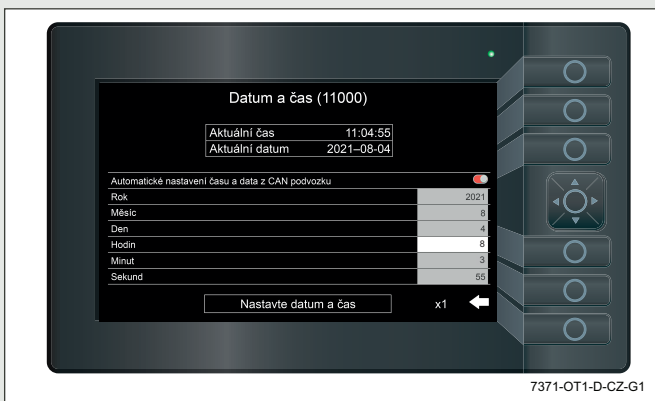 Datum a čas (11000)
Aktuální čas 11:04:55
Aktuální datum 2021–08-04
Automatické nastavení času a data z CAN podvozku
Rok 2021
Měsíc 8
Den 4
Hodin 8
Minut 3
Sekund 55
Nastavte datum a čas x1
7371-OT1-D-CZ-G1